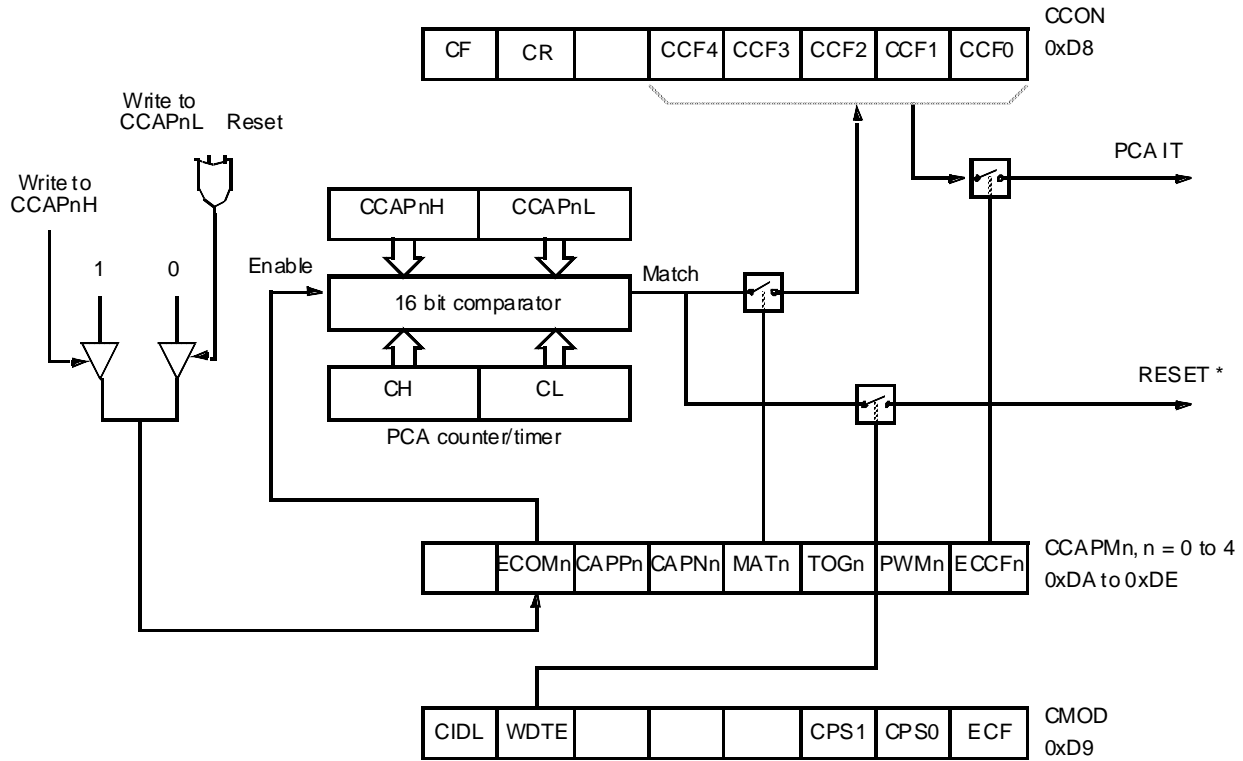 CF CR CCF4 CCF3 CCF2 CCF1 CCF0
CCON
0xD8
Write to
CCAPnL Reset
Write to
CCAPnH
PCA IT
CCAPnH CCAPnL
Enable
Match
1 0
16 bit comparator
CH CL
RESET *
PCA counter/timer
ECOMn CAPPn CAPNn MATn TOGn PWMn ECCFn
CCAPMn, n = 0 to 4
0xDA to 0xDE
CIDL WDTE CPS1 CPS0 ECF
CMOD
0xD9